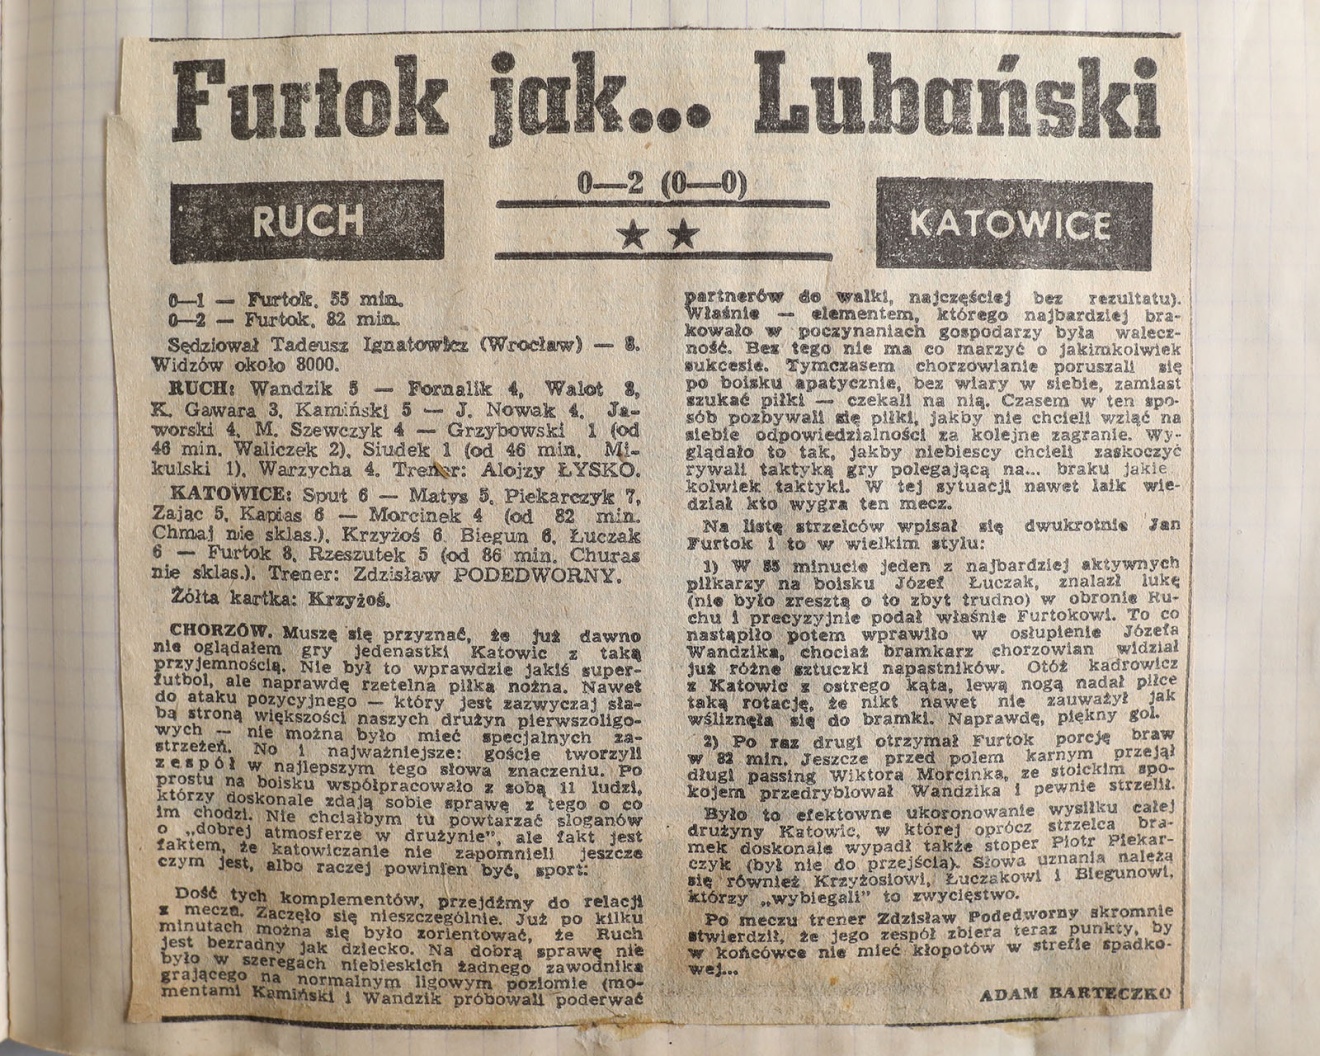 Furtok jak... Lubański
RUCH
0—2 (0—0)
★ ★
KATOWICE
0—1 — Furtok, 55 min.
0—2 — Furtok, 82 min.
Sędziował Tadeusz Ignatowicz (Wrocław) — 8.
Widzów około 8000.
RUCH: Wandzik 5 — Fornalik 4, Walot 3,
K. Gawara 3, Kamiński 5 — J. Nowak 4, Ja-
worski 4, M. Szewczyk 4 — Grzybowski 1 (od
46 min. Waliczek 2), Siudek 1 (od 46 min. Mi-
kulski 1), Warzycha 4. Trener: Alojzy ŁYSKO.
KATOWICE: Sput 6 — Matys 5, Piekarczyk 7,
Zając 5, Kapias 6 — Morcinek 4 (od 82 min.
Chmaj nie sklas.), Krzyżoś 6, Biegun 6, Łuczak
6 — Furtok 8, Rzeszutek 5 (od 86 min. Churas
nie sklas.). Trener: Zdzisław PODEDWORNY.
Żółta kartka: Krzyżoś.
CHORZÓW. Muszę się przyznać, że już dawno
nie oglądałem gry jedenastki Katowic z taką
przyjemnością. Nie był to wprawdzie jakiś super-
futbol, ale naprawdę rzetelna piłka nożna. Nawet
do ataku pozycyjnego — który jest zazwyczaj sła-
bą stroną większości naszych drużyn pierwszoligo-
wych — nie można było mieć specjalnych za-
strzeżeń. No i najważniejsze: goście tworzyli
zespół w najlepszym tego słowa znaczeniu. Po
prostu na boisku współpracowało z sobą 11 ludzi,
którzy doskonale zdają sobie sprawę z tego o co
im chodzi. Nie chciałbym tu powtarzać sloganów
o „dobrej atmosferze w drużynie”, ale fakt jest
faktem, że katowiczanie nie zapomnieli jeszcze
czym jest, albo raczej powinien być, sport:
Dość tych komplementów, przejdźmy do relacji
z meczu. Zaczęło się nieszczególnie. Już po kilku
minutach można się było zorientować, że Ruch
jest bezradny jak dziecko. Na dobrą sprawę nie
było w szeregach niebieskich żadnego zawodnika
grającego na normalnym ligowym poziomie (mo-
mentami Kamiński i Wandzik próbowali poderwać
partnerów do walki, najczęściej bez rezultatu).
Właśnie — elementem, którego najbardziej bra-
kowało w poczynaniach gospodarzy była walecz-
ność. Bez tego nie ma co marzyć o jakimkolwiek
sukcesie. Tymczasem chorzowianie poruszali się
po boisku apatycznie, bez wiary w siebie, zamiast
szukać piłki — czekali na nią. Czasem w ten spo-
sób pozbywali się piłki, jakby nie chcieli wziąć na
siebie odpowiedzialności za kolejne zagranie. Wy-
glądało to tak, jakby niebiescy chcieli zaskoczyć
rywali taktyką gry polegającą na... braku jakie
kolwiek taktyki. W tej sytuacji nawet laik wie-
dział kto wygra ten mecz.
Na listę strzelców wpisał się dwukrotnie Jan
Furtok i to w wielkim stylu:
1) W 55 minucie jeden z najbardziej aktywnych
piłkarzy na boisku Józef Łuczak, znalazł lukę
(nie było zresztą o to zbyt trudno) w obronie Ru-
chu i precyzyjnie podał właśnie Furtokowi. To co
nastąpiło potem wprawiło w osłupienie Józefa
Wandzika, chociaż bramkarz chorzowian widział
już różne sztuczki napastników. Otóż kadrowicz
z Katowic z ostrego kąta, lewą nogą nadał piłce
taką rotację, że nikt nawet nie zauważył jak
wśliznęła się do bramki. Naprawdę, piękny gol.
2) Po raz drugi otrzymał Furtok porcję braw
w 82 min. Jeszcze przed polem karnym przejął
długi passing Wiktora Morcinka, ze stoickim spo-
kojem przedryblował Wandzika i pewnie strzelił.
Było to efektowne ukoronowanie wysiłku całej
drużyny Katowic, w której oprócz strzelca bra-
mek doskonale wypadł także stoper Piotr Piekar-
czyk (był nie do przejścia). Słowa uznania należą
się również Krzyżosiowi, Łuczakowi i Biegunowi,
którzy „wybiegali” to zwycięstwo.
Po meczu trener Zdzisław Podedworny skromnie
stwierdził, że jego zespół zbiera teraz punkty, by
w końcówce nie mieć kłopotów w strefie spadko-
wej...
ADAM BARTECZKO